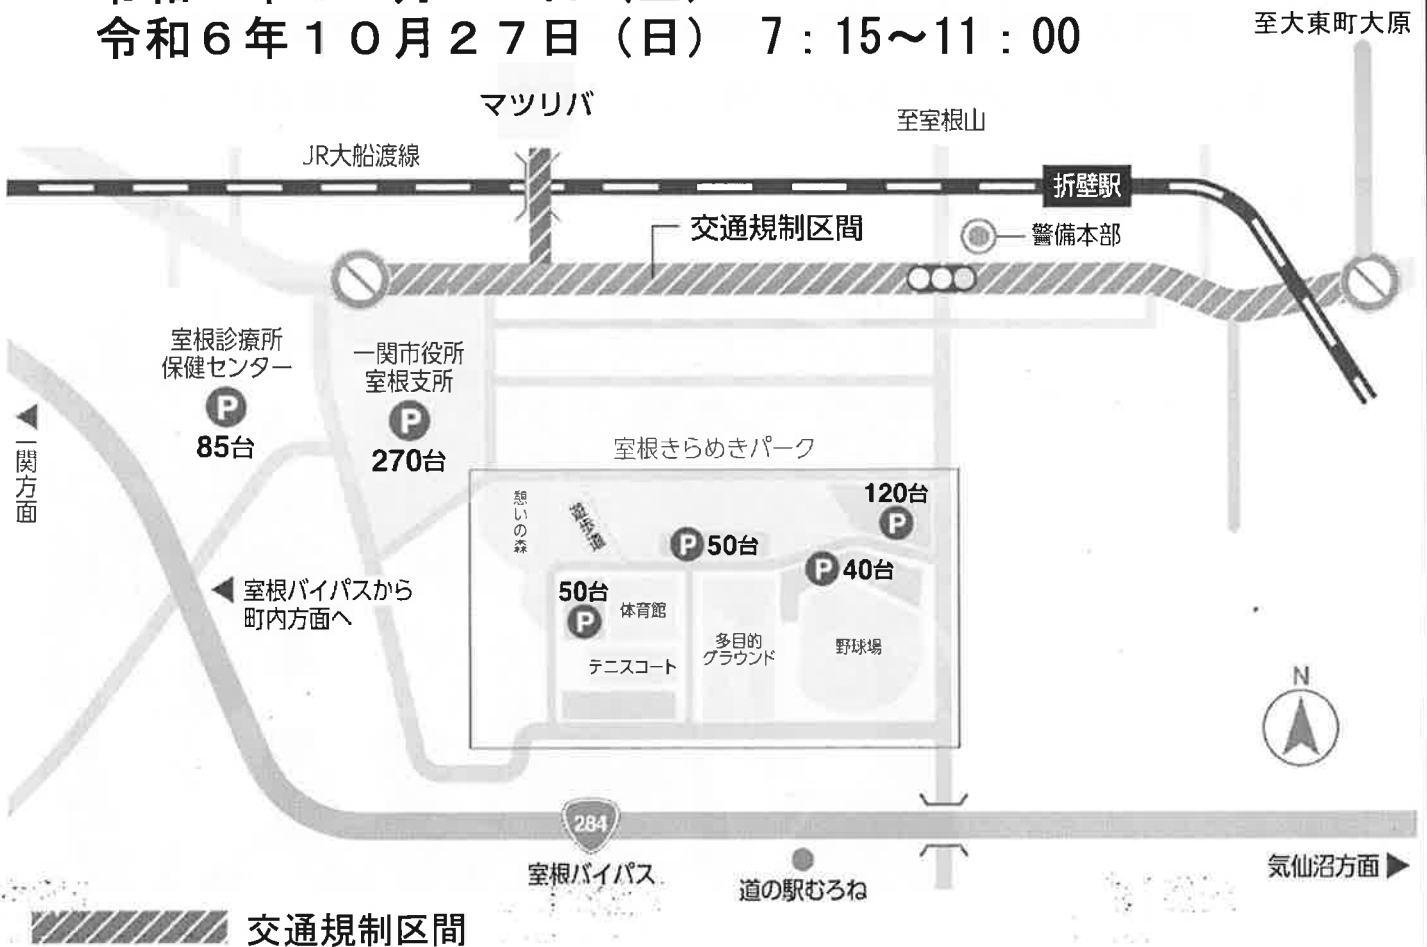 令和６年１０月２７日（日） 7：15～11：00
至大東町大原
マツリバ
至室根山
JR大船渡線
折壁駅
交通規制区間
警備本部
室根診療所
保健センター
P
85台
一関市役所
室根支所
P
270台
一関方面
室根きらめきパーク
憩いの森
遊歩道
120台
P
P 50台
P 40台
50台
P
体育館
テニスコート
多目的
グラウンド
野球場
室根バイパスから
町内方面へ
N
284
室根バイパス
道の駅むろね
気仙沼方面
交通規制区間